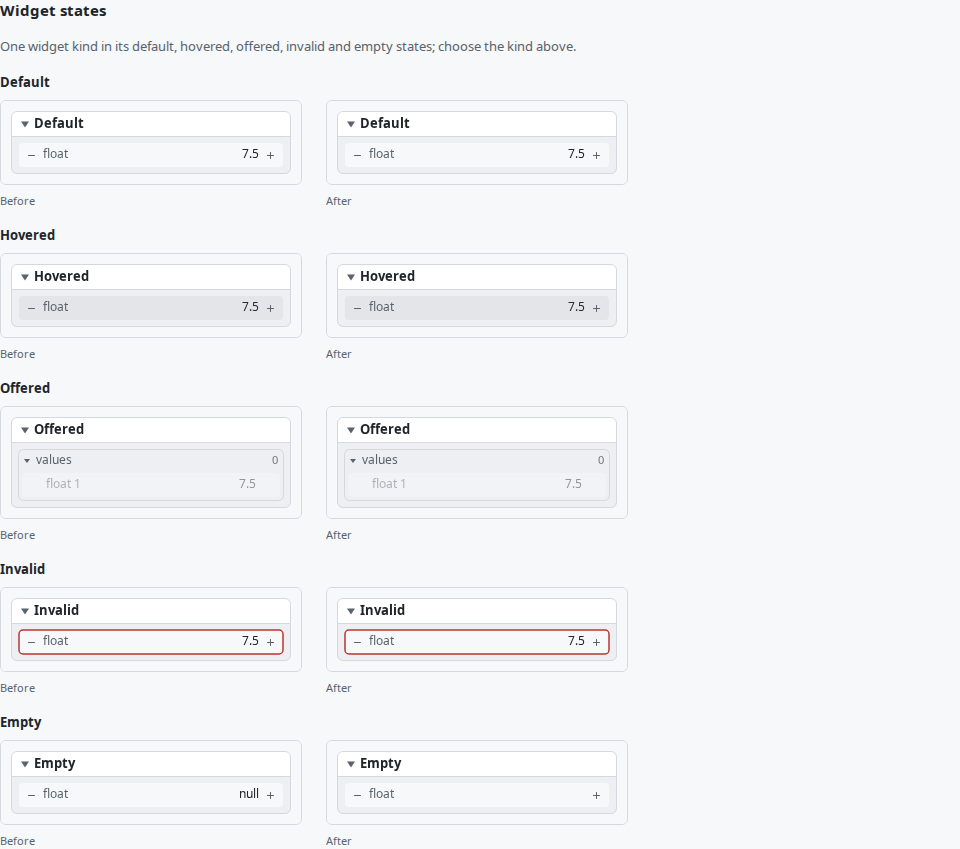 Widget states
One widget kind in its default, hovered, offered, invalid and empty states; choose the kind above.
Default
Default Default
– float 7.5 + – float 7.5 +
Before After
Hovered
Hovered Hovered
– float 7.5 + – float 7.5 +
Before After
Offered
Offered Offered
values 0 values 0
float 1 7.5 float 1 7.5
Before After
Invalid
Invalid Invalid
– float 7.5 + – float 7.5 +
Before After
Empty
Empty Empty
– float null + – float +
Before After